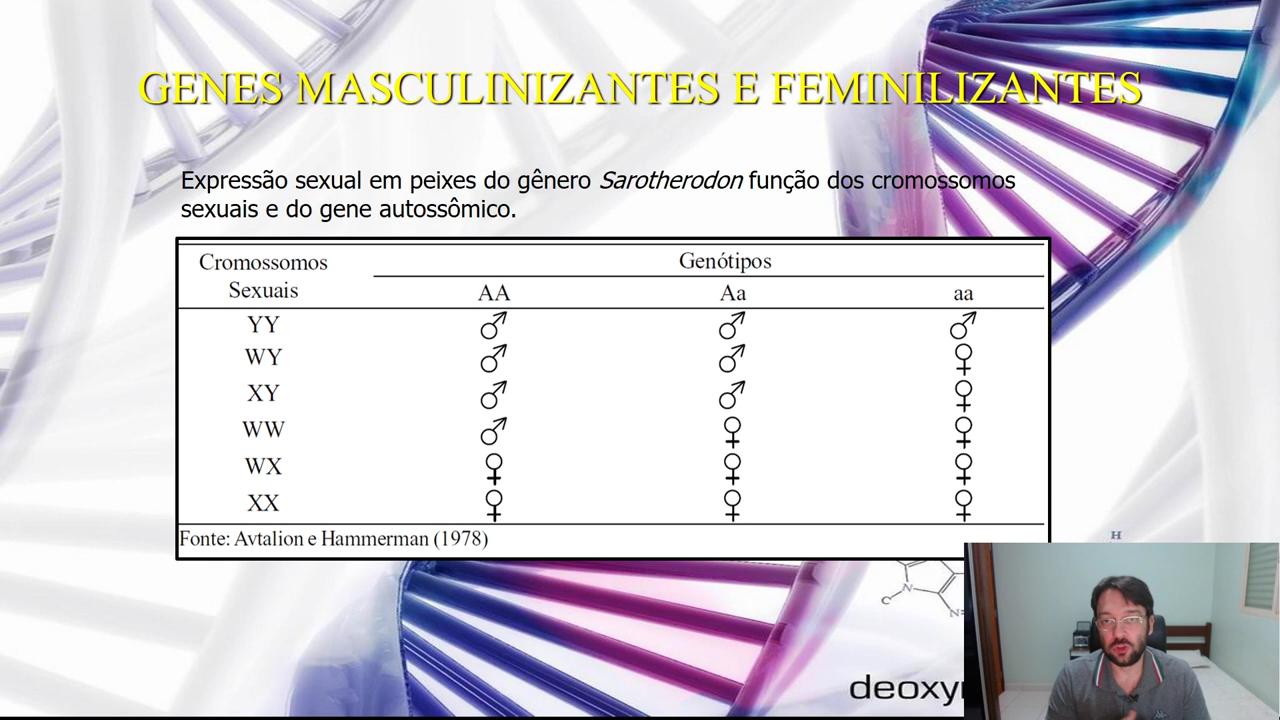 GENES MASCULINIZANTES E FEMINILIZANTES
Expressão sexual em peixes do gênero Sarotherodon função dos cromossomos
sexuais e do gene autossômico.
Cromossomos Sexuais Genótipos
AA Aa aa
YY ♂ ♂ ♂
WY ♂ ♂ ♀
XY ♂ ♂ ♀
WW ♂ ♀ ♀
WX ♀ ♀ ♀
XX ♀ ♀ ♀
Fonte: Avtalion e Hammerman (1978)
H
C
N
N
deoxy